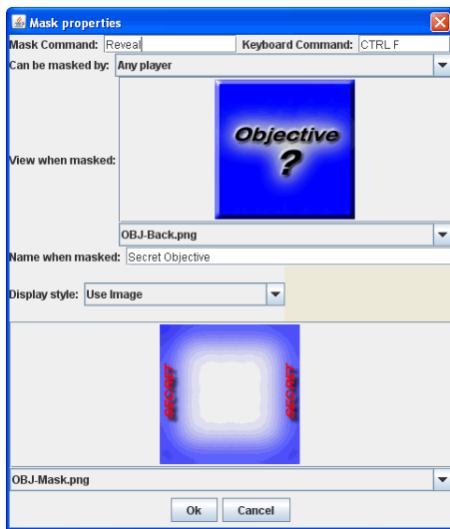 Mask properties
Mask Command: Reveal Keyboard Command: CTRL F
Can be masked by: Any player
Objective
?
View when masked:
OBJ-Back.png
Name when masked: Secret Objective
Display style: Use Image
SECRET SECRET
OBJ-Mask.png
Ok Cancel